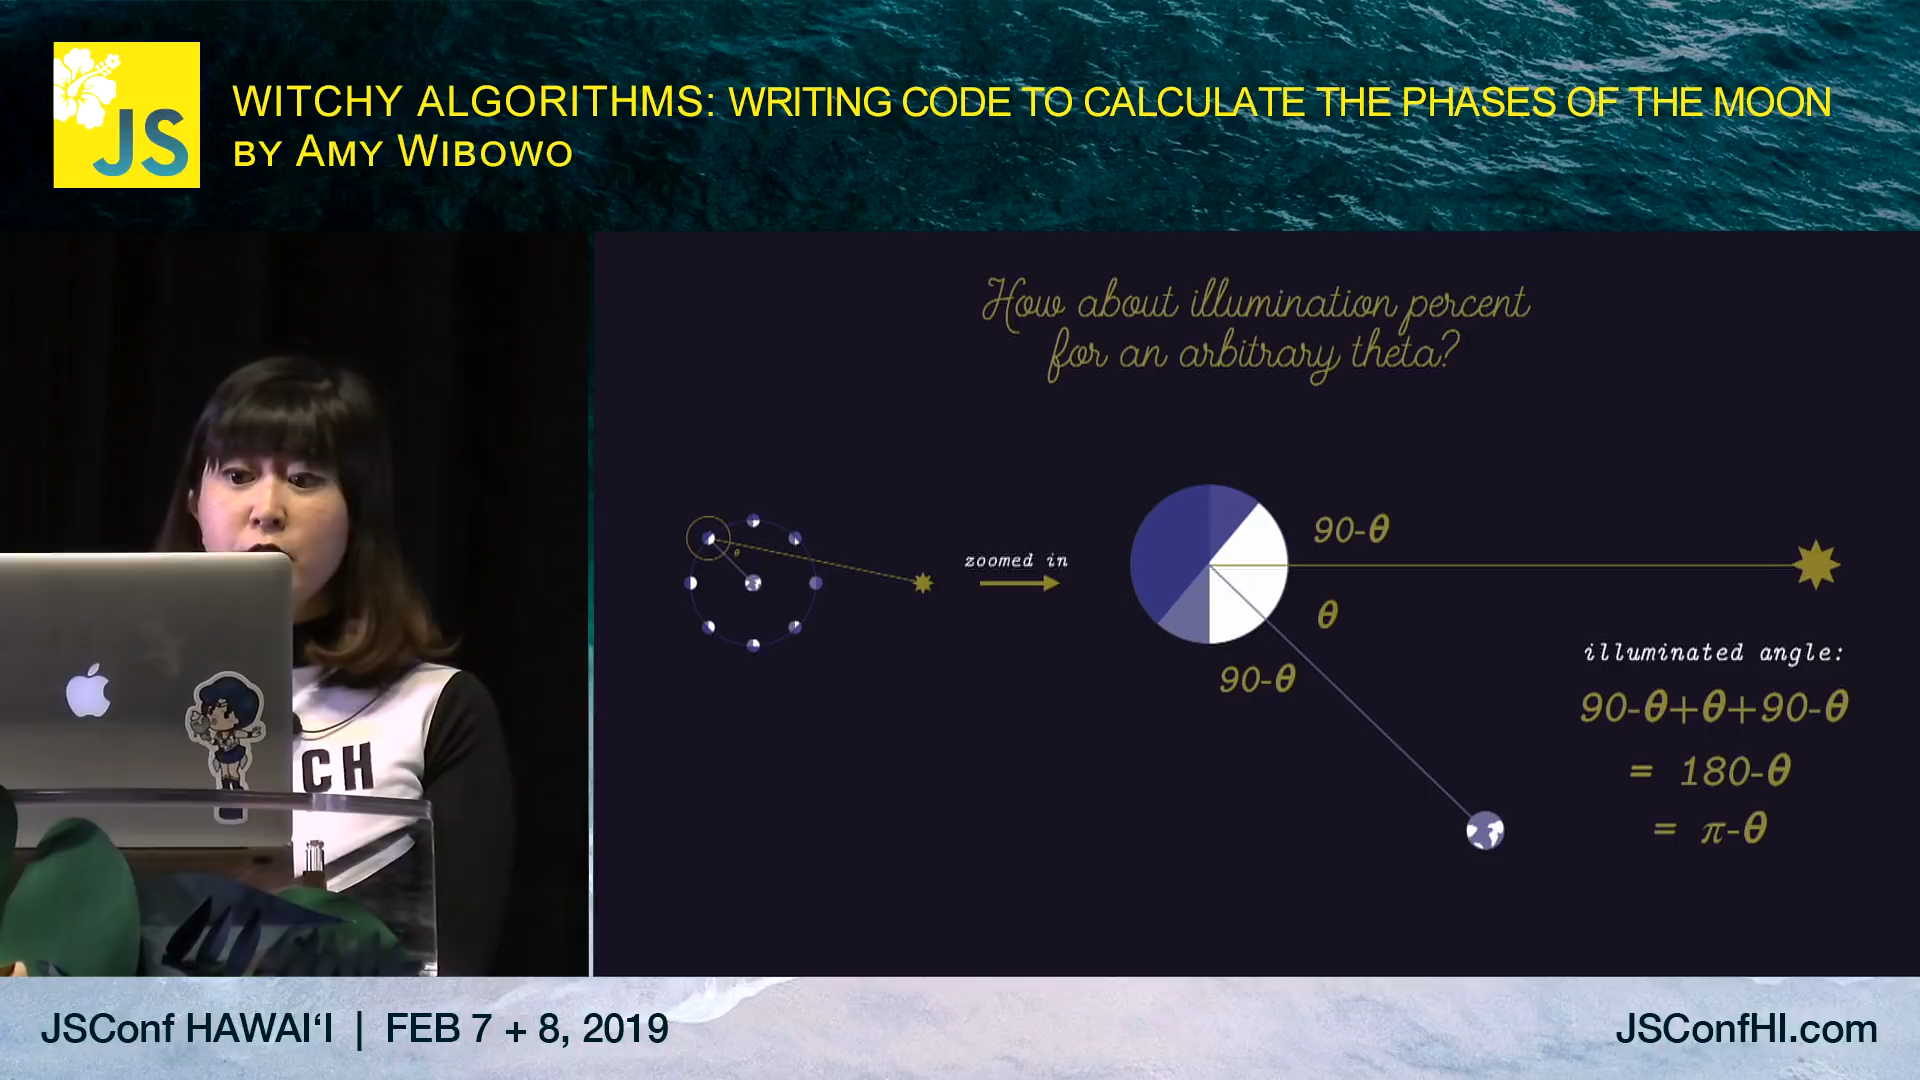 JS
WITCHY ALGORITHMS: WRITING CODE TO CALCULATE THE PHASES OF THE MOON
BY AMY WIBOWO
How about illumination percent
for an arbitrary theta?
θ
zoomed in
90-θ
θ
90-θ
illuminated angle:
90-θ+θ+90-θ
= 180-θ
= π-θ
CH
JSConf HAWAI‘I | FEB 7 + 8, 2019
JSConfHI.com